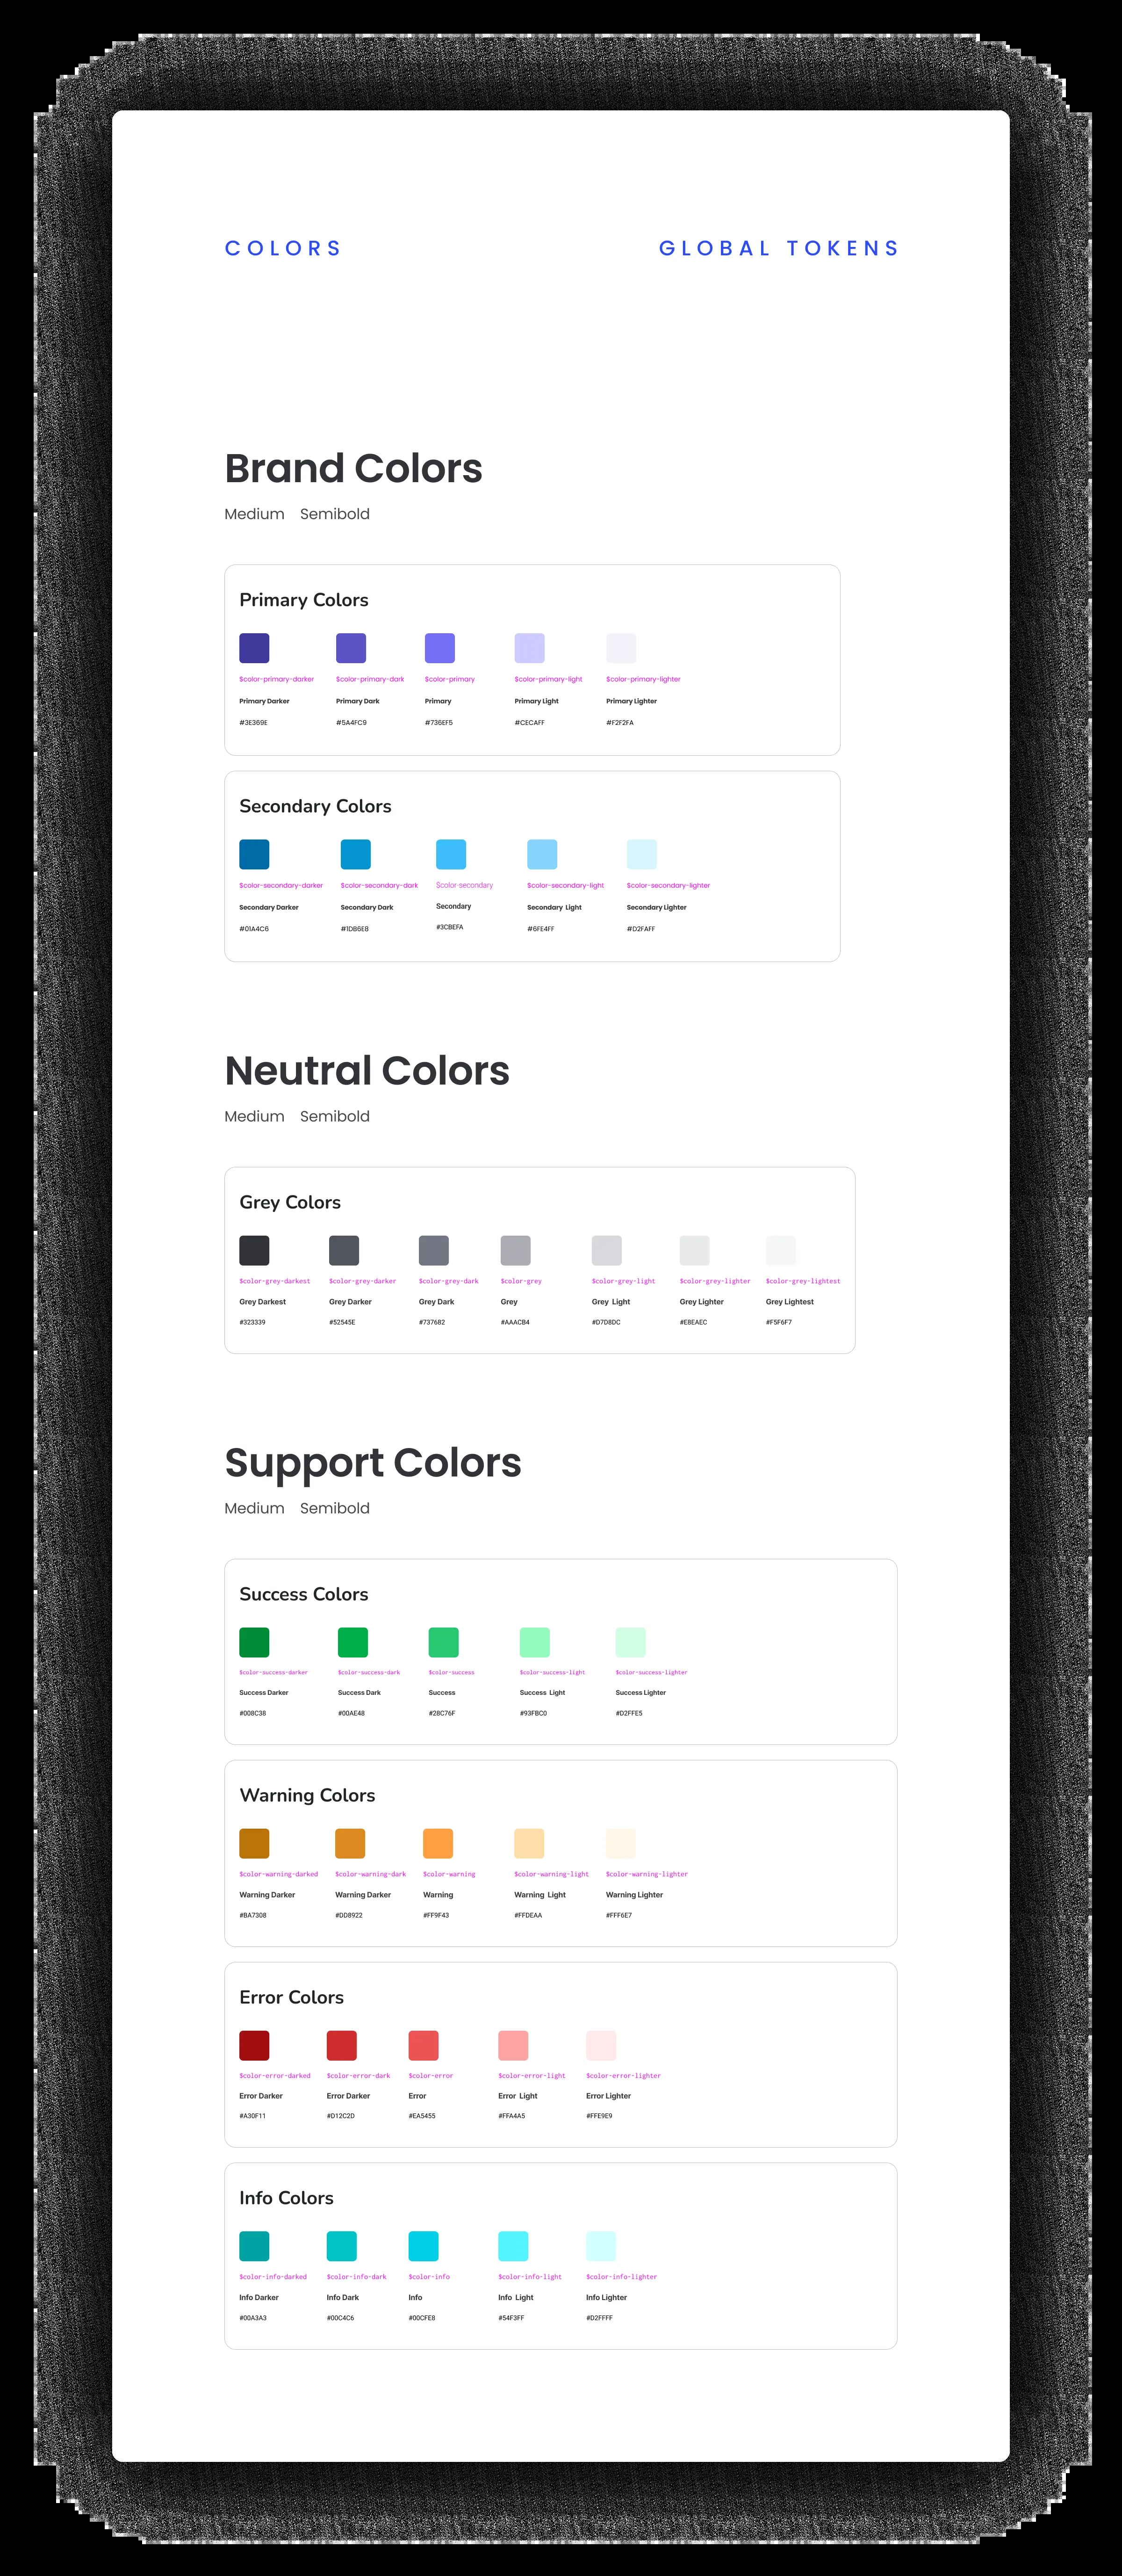 COLORS GLOBAL TOKENS
Brand Colors
Medium Semibold
Primary Colors
$color-primary-darker $color-primary-dark $color-primary $color-primary-light $color-primary-lighter
Primary Darker Primary Dark Primary Primary Light Primary Lighter
#3E369E #5A4FC9 #736EF5 #CECAFF #F2F2FA
Secondary Colors
$color-secondary-darker $color-secondary-dark $color-secondary $color-secondary-light $color-secondary-lighter
Secondary Darker Secondary Dark Secondary Secondary Light Secondary Lighter
#01A4C6 #1DB6E8 #3CBEFA #6FE4FF #D2FAFF
Neutral Colors
Medium Semibold
Grey Colors
$color-grey-darkest $color-grey-darker $color-grey-dark $color-grey $color-grey-light $color-grey-lighter $color-grey-lightest
Grey Darkest Grey Darker Grey Dark Grey Grey Light Grey Lighter Grey Lightest
#323339 #52545E #737682 #AAACB4 #D7D8DC #E8EAEC #F5F6F7
Support Colors
Medium Semibold
Success Colors
$color-success-darker $color-success-dark $color-success $color-success-light $color-success-lighter
Success Darker Success Dark Success Success Light Success Lighter
#008C38 #00AE48 #28C76F #93FBC0 #D2FFE5
Warning Colors
$color-warning-darked $color-warning-dark $color-warning $color-warning-light $color-warning-lighter
Warning Darker Warning Darker Warning Warning Light Warning Lighter
#BA7308 #DD8922 #FF9F43 #FFDEAA #FFF6E7
Error Colors
$color-error-darked $color-error-dark $color-error $color-error-light $color-error-lighter
Error Darker Error Darker Error Error Light Error Lighter
#A30F11 #D12C2D #EA5455 #FFA4A5 #FFE9E9
Info Colors
$color-info-darked $color-info-dark $color-info $color-info-light $color-info-lighter
Info Darker Info Dark Info Info Light Info Lighter
#00A3A3 #00C4C6 #00CFE8 #54F3FF #D2FFFF